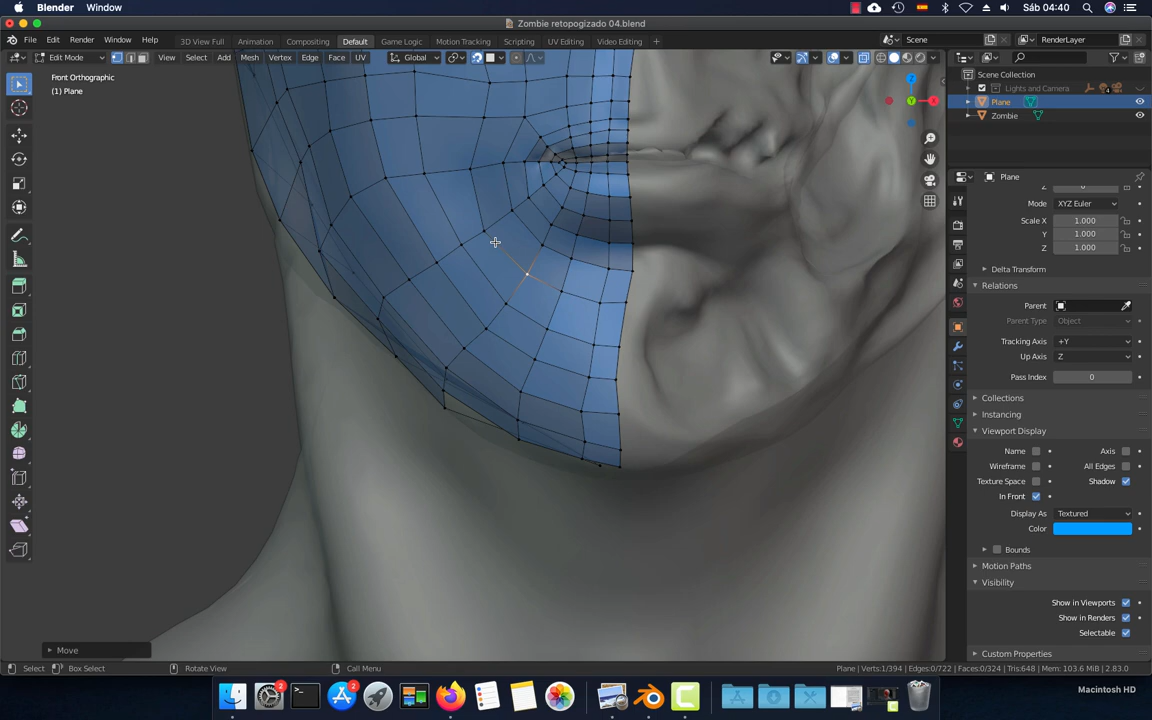 Blender Window Sáb 04:40
Zombie retopogizado 04.blend
File Edit Render Window Help 3D View Full Animation Compositing Default Game Logic Motion Tracking Scripting UV Editing Video Editing + Scene RenderLayer
Edit Mode View Select Add Mesh Vertex Edge Face UV Global
Front Orthographic
(1) Plane
Z
X
Y
Scene Collection
Lights and Camera 4
Plane
Zombie
Plane
Z
Mode XYZ Euler
Scale X 1.000
Y 1.000
Z 1.000
Delta Transform
Relations
Parent
Parent Type Object
Tracking Axis +Y
Up Axis Z
Pass Index 0
Collections
Instancing
Viewport Display
Name Axis
Wireframe All Edges
Texture Space Shadow
In Front
Display As Textured
Color
Bounds
Motion Paths
Visibility
Show in Viewports
Show in Renders
Selectable
Custom Properties
Move
Select Box Select Rotate View Call Menu Plane | Verts:1/394 | Edges:0/722 | Faces:0/324 | Tris:648 | Mem: 103.6 MiB | 2.83.0
2 2
Macintosh HD